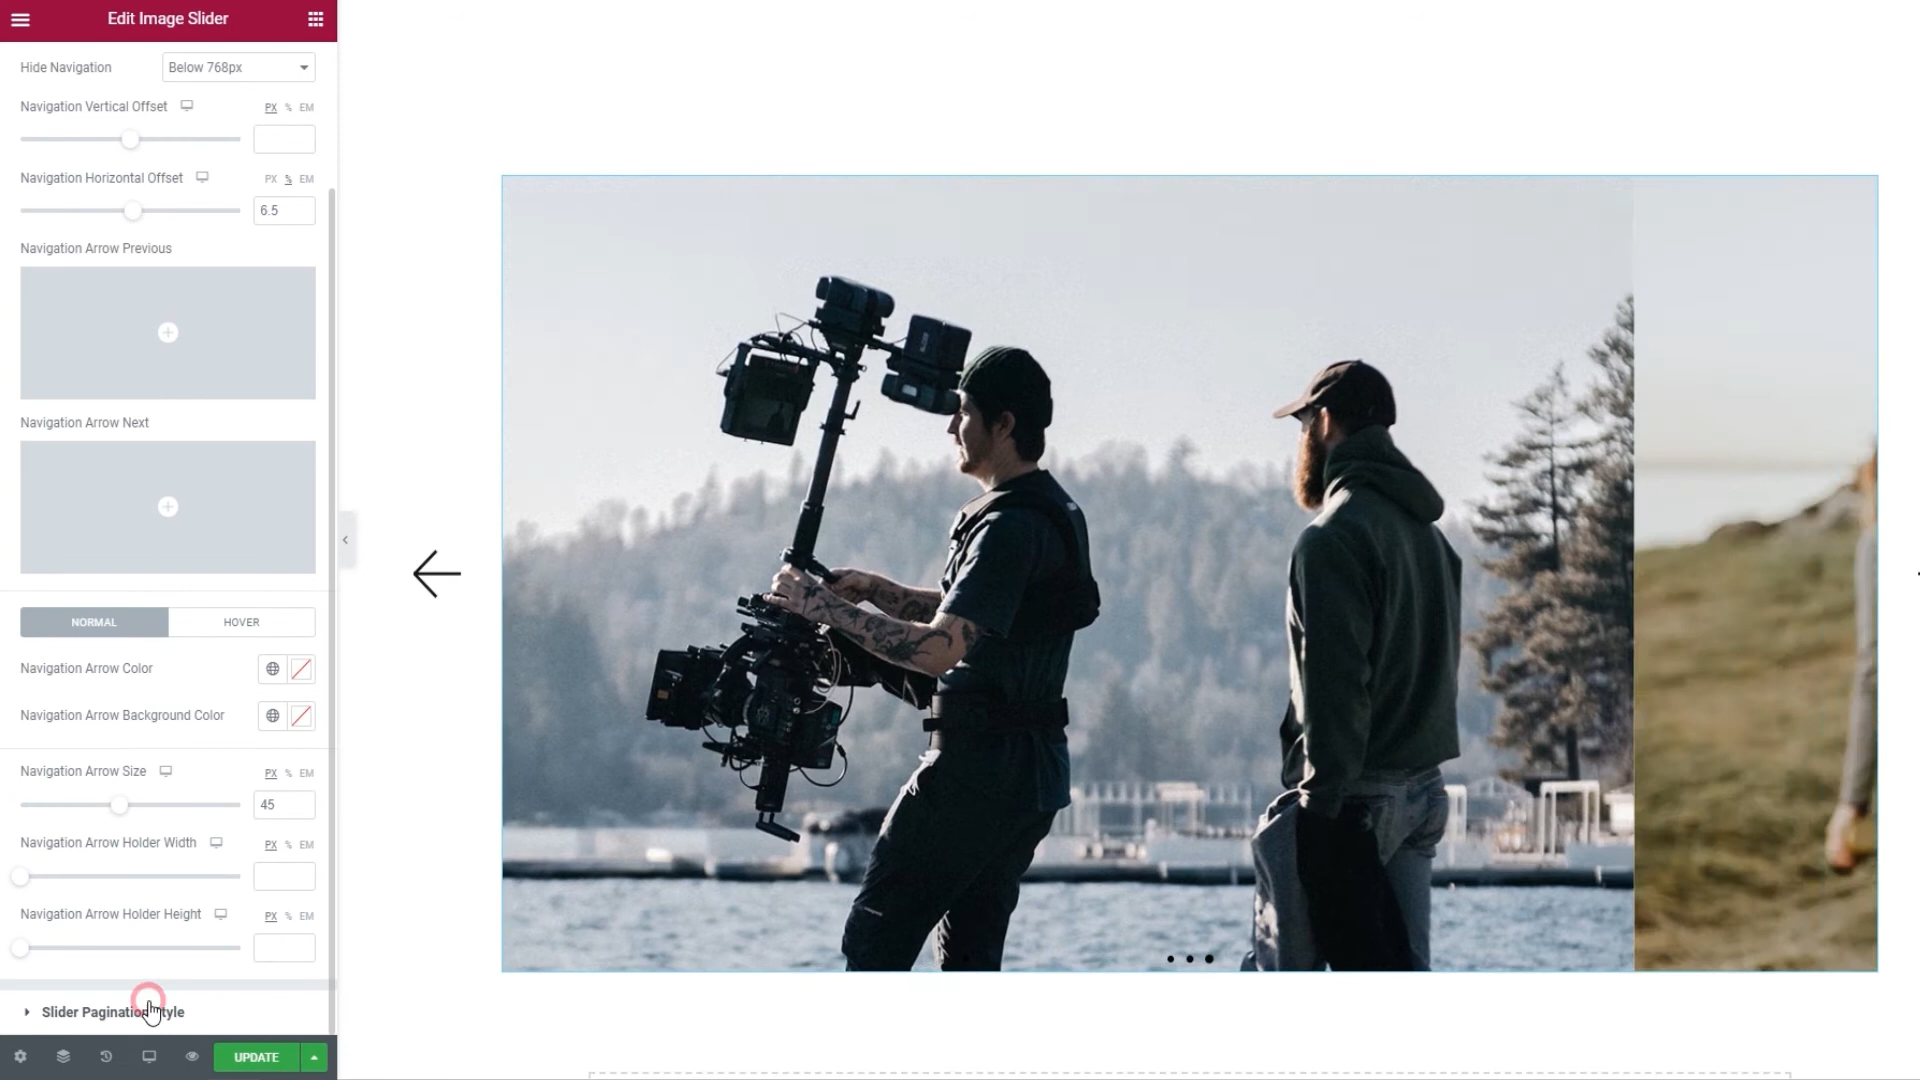 Edit Image Slider
Hide Navigation
Below 768px
Navigation Vertical Offset
PX % EM
Navigation Horizontal Offset
PX % EM
6.5
Navigation Arrow Previous
Navigation Arrow Next
NORMAL
HOVER
Navigation Arrow Color
Navigation Arrow Background Color
Navigation Arrow Size
PX % EM
45
Navigation Arrow Holder Width
PX % EM
Navigation Arrow Holder Height
PX % EM
Slider Pagination Style
UPDATE